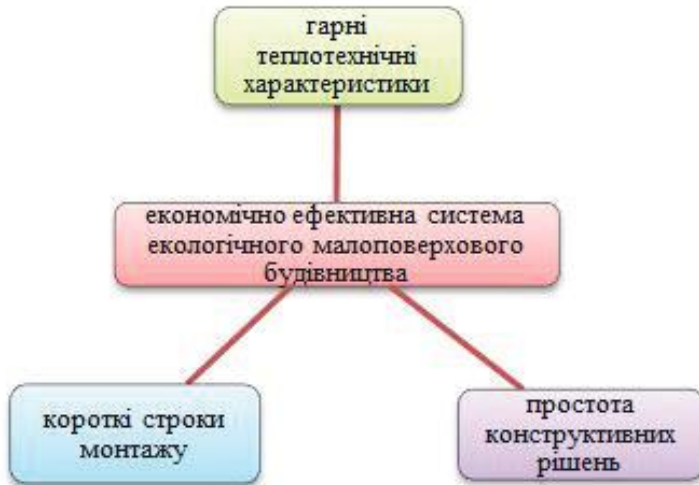 гарні
теплотехнічні
характеристики
економічно ефективна система
екологічного малоповерхового
будівництва
короткі строки
монтажу
простота
конструктивних
рішень